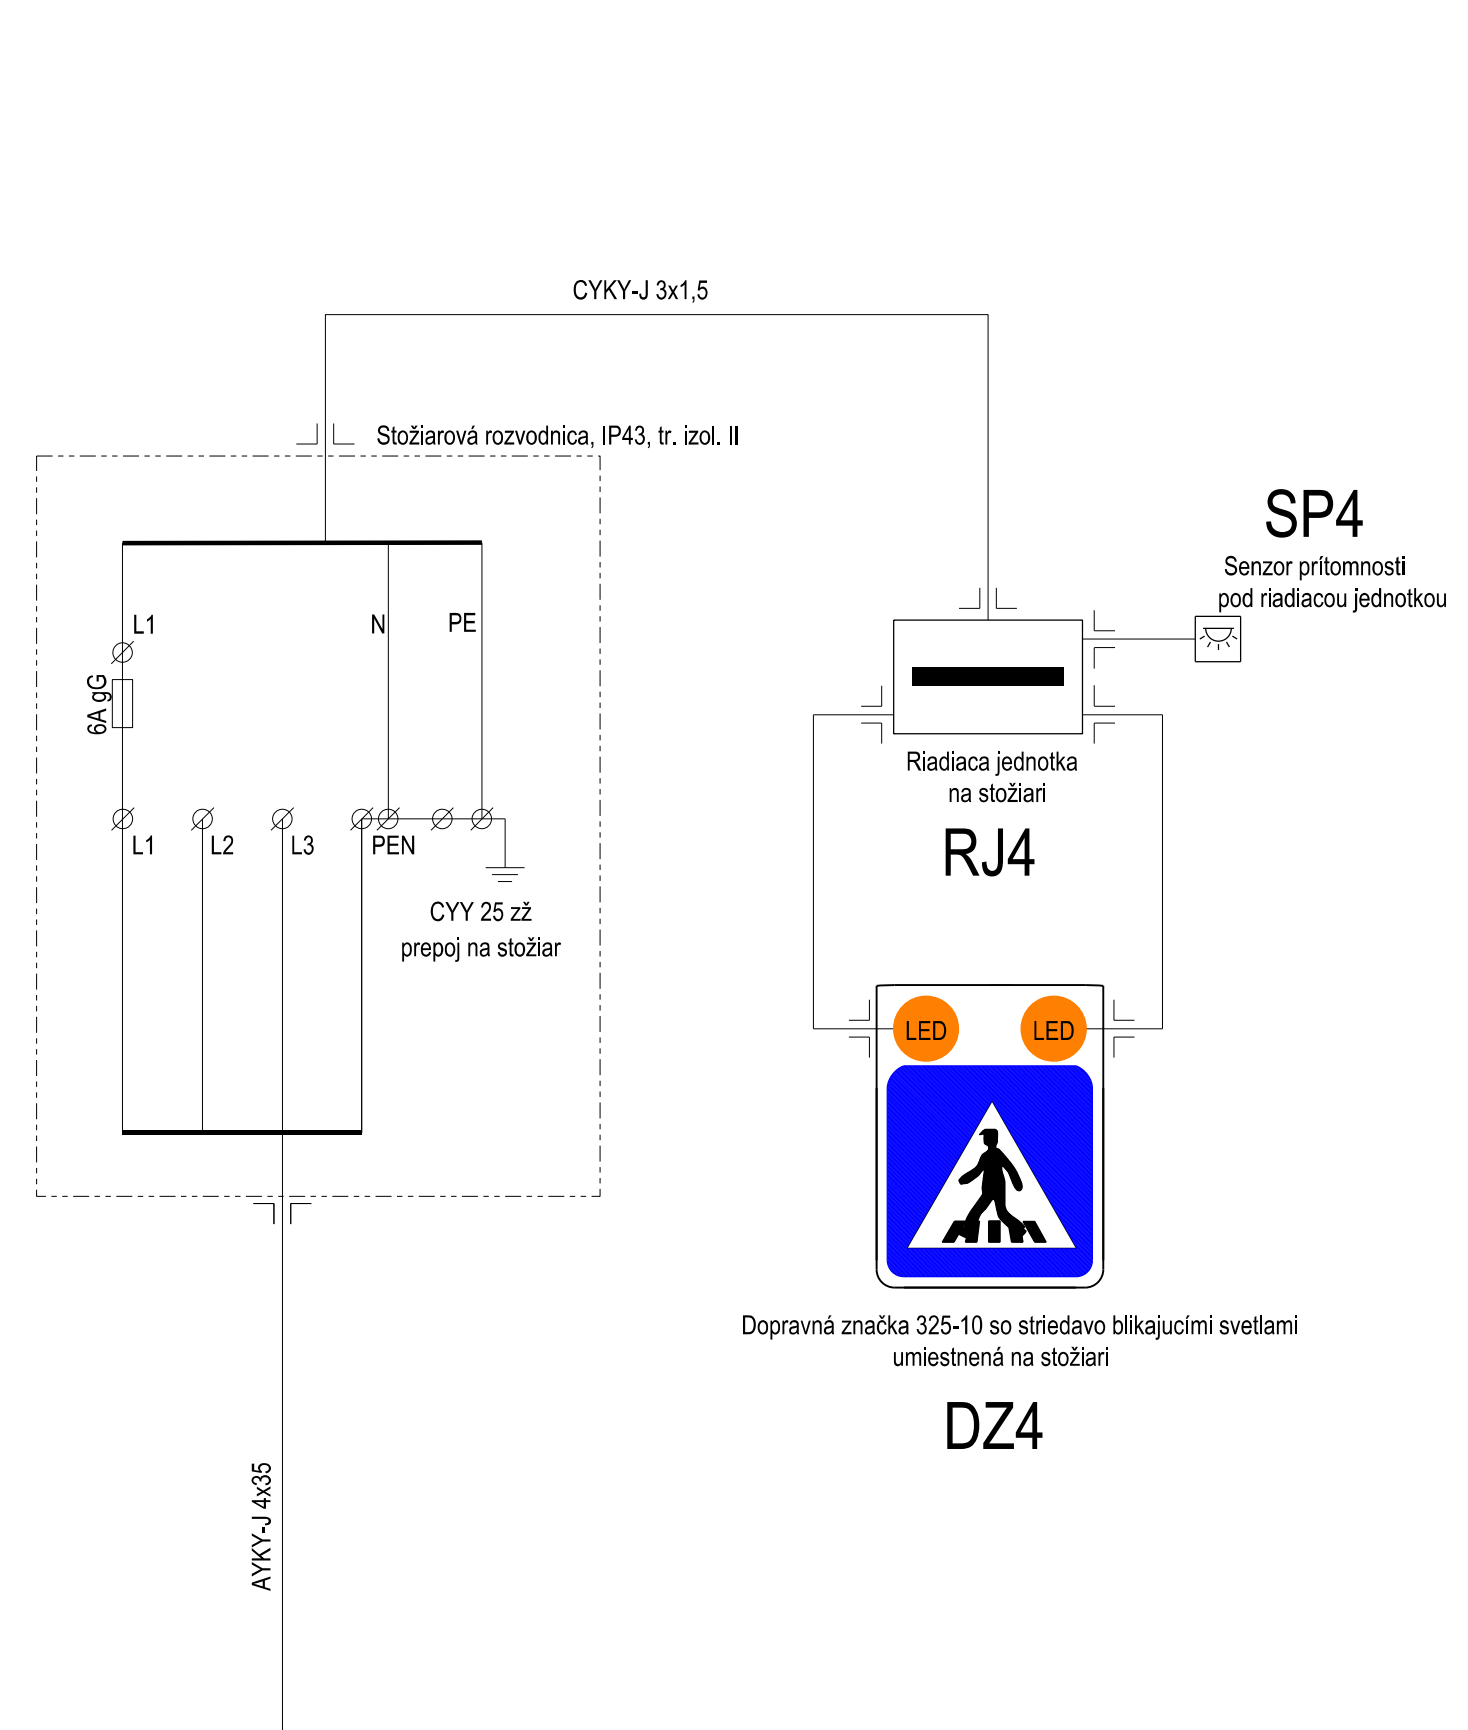 CYKY-J 3x1,5
Stožiarová rozvodnica, IP43, tr. izol. II
SP4
Senzor prítomnosti
pod riadiacou jednotkou
L1
N
PE
6A gG
Riadiaca jednotka
na stožiari
RJ4
L1
L2
L3
PEN
CYY 25 zž
prepoj na stožiar
LED
LED
Dopravná značka 325-10 so striedavo blikajucími svetlami
umiestnená na stožiari
DZ4
AYKY-J 4x35